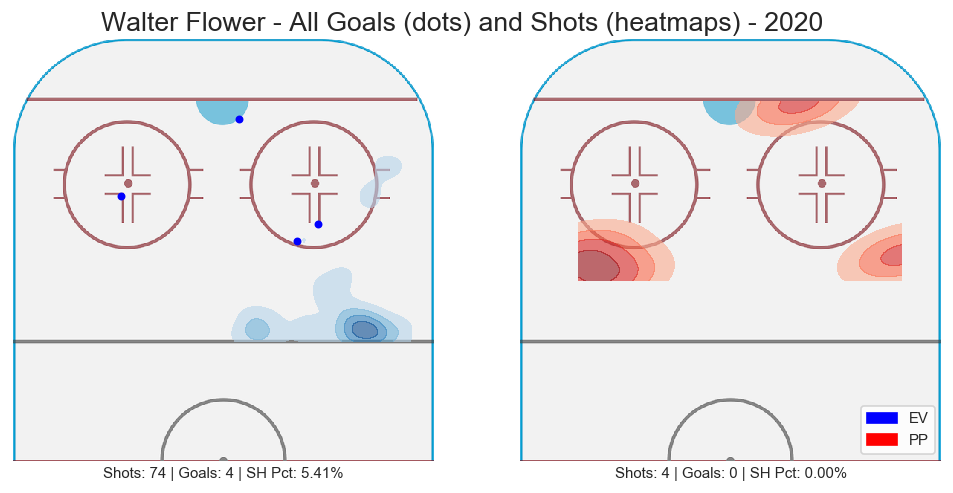 Walter Flower - All Goals (dots) and Shots (heatmaps) - 2020
EV
PP
Shots: 74 | Goals: 4 | SH Pct: 5.41%
Shots: 4 | Goals: 0 | SH Pct: 0.00%